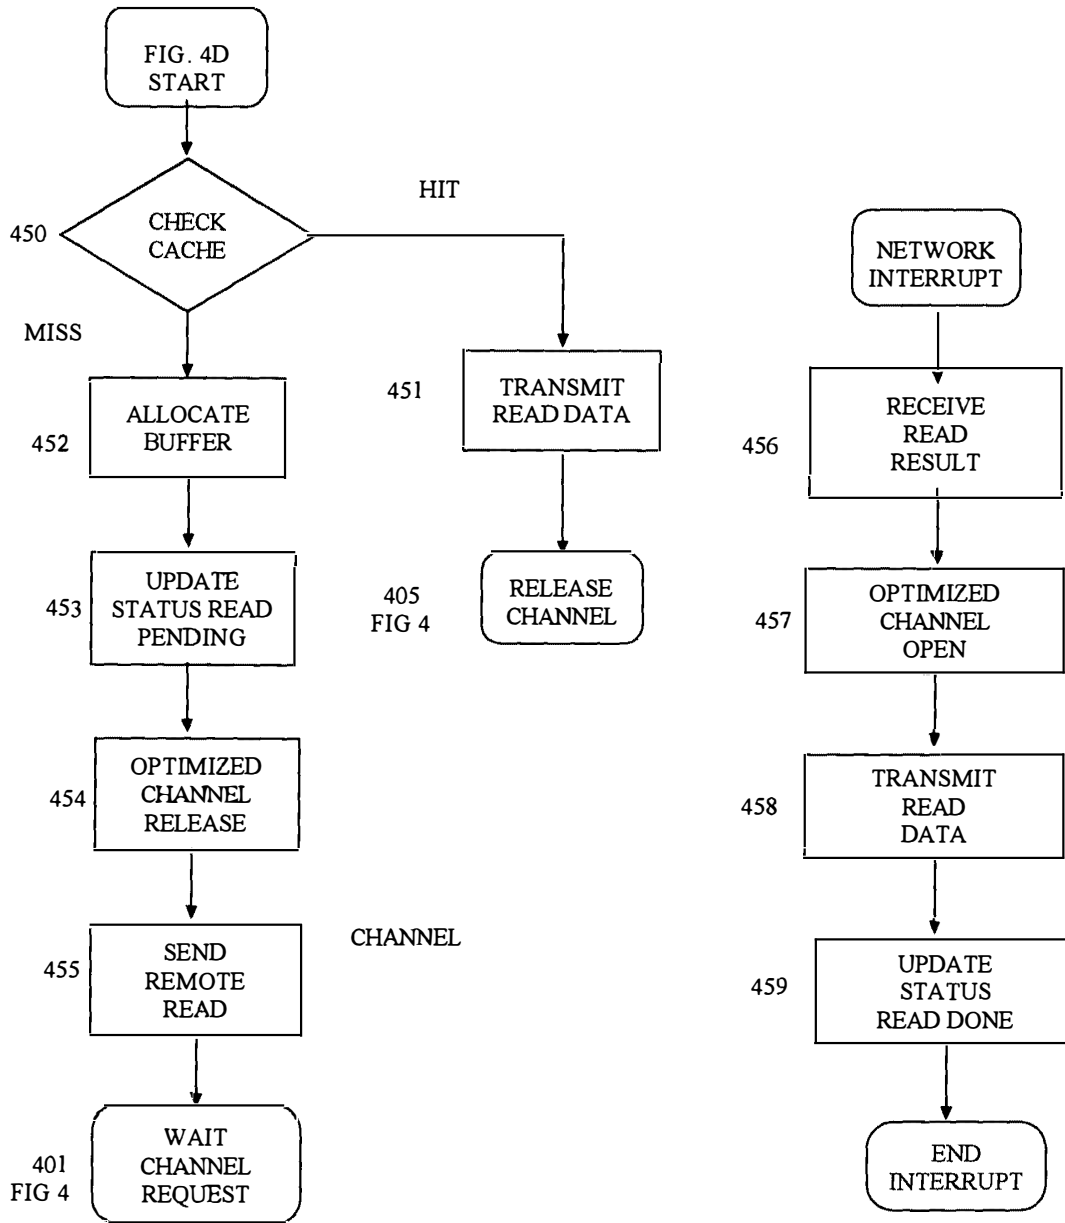 FIG. 4D
START
HIT
450
CHECK
CACHE
MISS
452
ALLOCATE
BUFFER
451
TRANSMIT
READ DATA
453
UPDATE
STATUS READ
PENDING
405
FIG 4
RELEASE
CHANNEL
454
OPTIMIZED
CHANNEL
RELEASE
455
SEND
REMOTE
READ
CHANNEL
401
FIG 4
WAIT
CHANNEL
REQUEST
NETWORK
INTERRUPT
456
RECEIVE
READ
RESULT
457
OPTIMIZED
CHANNEL
OPEN
458
TRANSMIT
READ
DATA
459
UPDATE
STATUS
READ DONE
END
INTERRUPT